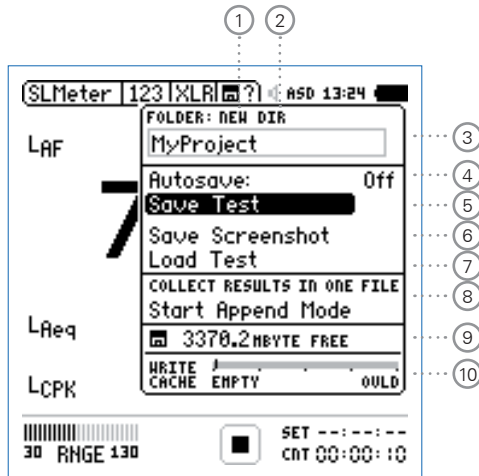 1 2
SLMeter 123 XLR ?) ASD 13:24
FOLDER: NEW DIR
MyProject
3
LAF
Autosave: Off
4
7
Save Test
5
Save Screenshot
6
Load Test
7
COLLECT RESULTS IN ONE FILE
Start Append Mode
8
LAeq
3370.2 MBYTE FREE
9
WRITE CACHE EMPTY OVLD
10
LCPK
30 RNGE 130
SET --:--:--
CNT 00:00:10